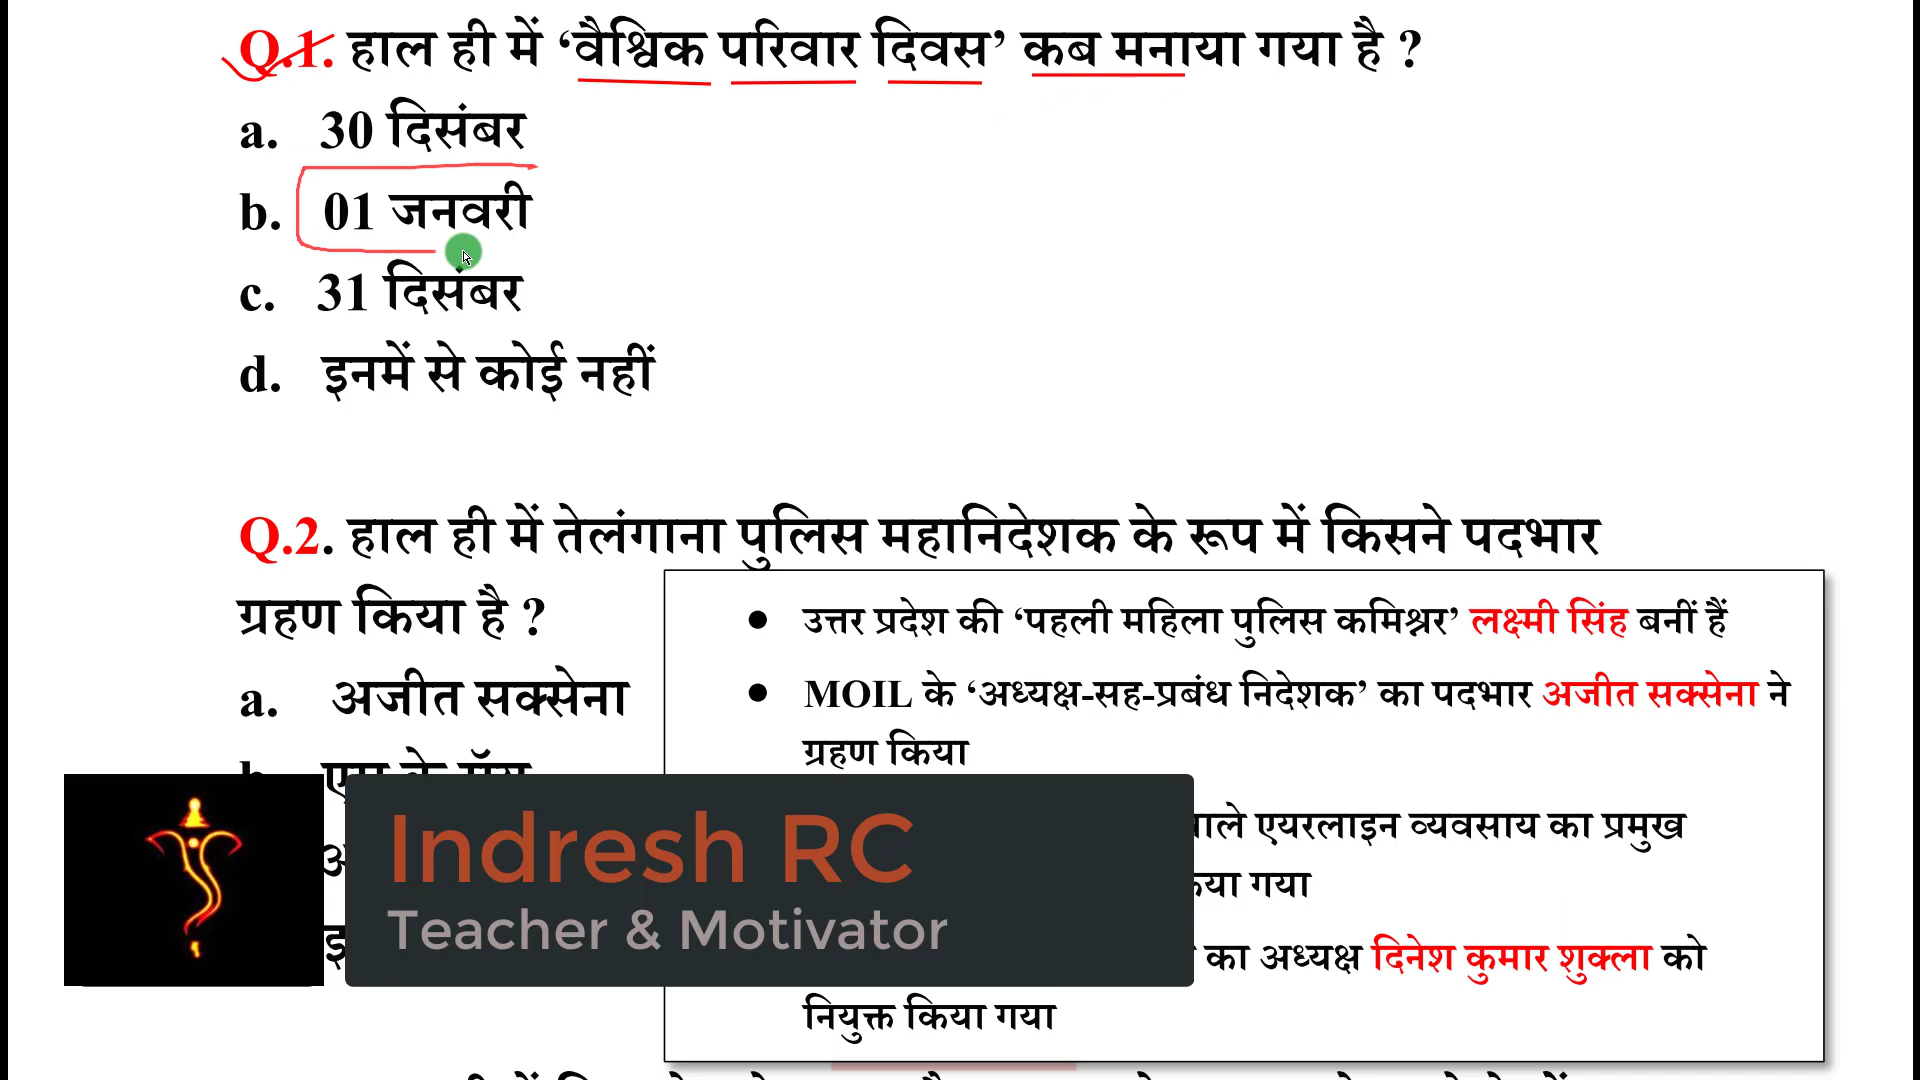 Q.1. हाल ही में ‘वैश्विक परिवार दिवस’ कब मनाया गया है ?
a. 30 दिसंबर
b. 01 जनवरी
c. 31 दिसंबर
d. इनमें से कोई नहीं
Q.2. हाल ही में तेलंगाना पुलिस महानिदेशक के रूप में किसने पदभार
ग्रहण किया है ?
a. अजीत सक्सेना
● उत्तर प्रदेश की ‘पहली महिला पुलिस कमिश्नर’ लक्ष्मी सिंह बनीं हैं
● MOIL के ‘अध्यक्ष-सह-प्रबंध निदेशक’ का पदभार अजीत सक्सेना ने
ग्रहण किया
एयरलाइन व्यवसाय का प्रमुख
गया
का अध्यक्ष दिनेश कुमार शुक्ला को
नियुक्त किया गया
Indresh RC
Teacher & Motivator